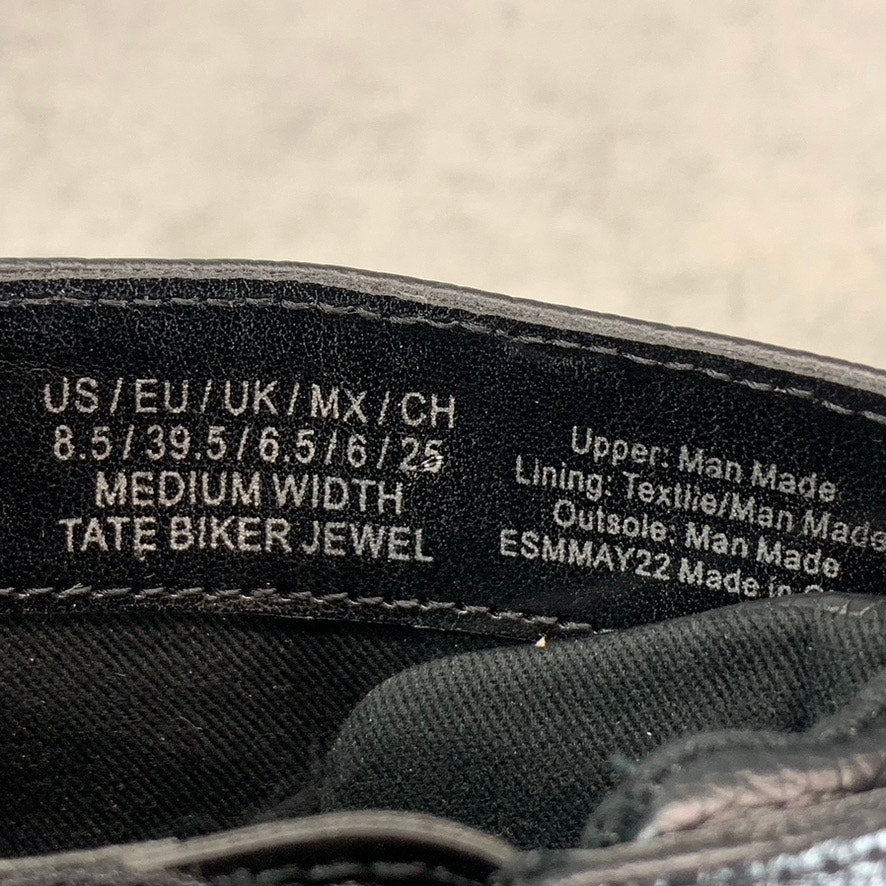 US / EU / UK / MX / CH
8.5 / 39.5 / 6.5 / 6 / 25
MEDIUM WIDTH
TATE BIKER JEWEL
Upper: Man Made
Lining: Textlie/Man Made
Outsole: Man Made
ESMMAY22 Made in